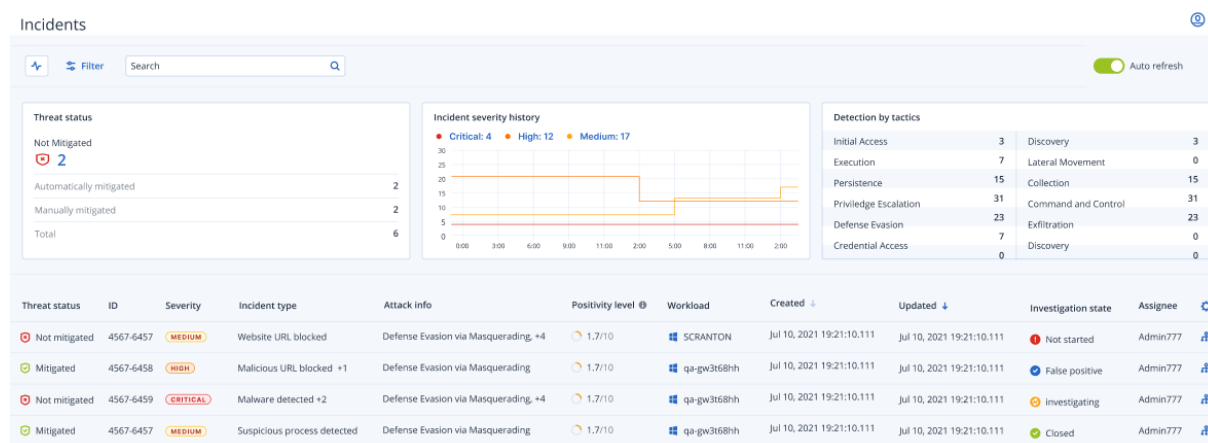 Incidents
Filter
Search
Auto refresh
Threat status
Not Mitigated
2
Automatically mitigated 2
Manually mitigated 2
Total 6
Incident severity history
Critical: 4 High: 12 Medium: 17
30
25
20
15
10
5
0
0:00 3:00 6:00 9:00 11:00 2:00 5:00 8:00 11:00 2:00
Detection by tactics
Initial Access 3 Discovery 3
Execution 7 Lateral Movement 0
Persistence 15 Collection 15
Priviledge Escalation 31 Command and Control 31
Defense Evasion 23 Exfiltration 23
Credential Access 7 Discovery 0
0 0
Threat status ID Severity Incident type Attack info Positivity level Workload Created ↓ Updated ↓ Investigation state Assignee
Not mitigated 4567-6457 MEDIUM Website URL blocked Defense Evasion via Masquerading, +4 1.7/10 SCRANTON Jul 10, 2021 19:21:10.111 Jul 10, 2021 19:21:10.111 Not started Admin777
Mitigated 4567-6458 HIGH Malicious URL blocked +1 Defense Evasion via Masquerading 1.7/10 qa-gw3t68hh Jul 10, 2021 19:21:10.111 Jul 10, 2021 19:21:10.111 False positive Admin777
Not mitigated 4567-6459 CRITICAL Malware detected +2 Defense Evasion via Masquerading, +4 1.7/10 qa-gw3t68hh Jul 10, 2021 19:21:10.111 Jul 10, 2021 19:21:10.111 investigating Admin777
Mitigated 4567-6457 MEDIUM Suspicious process detected Defense Evasion via Masquerading 1.7/10 qa-gw3t68hh Jul 10, 2021 19:21:10.111 Jul 10, 2021 19:21:10.111 Closed Admin777